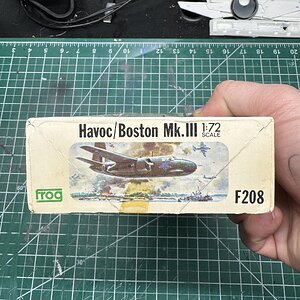 Havoc/Boston Mk.III 1:72
SCALE
FROG
F208